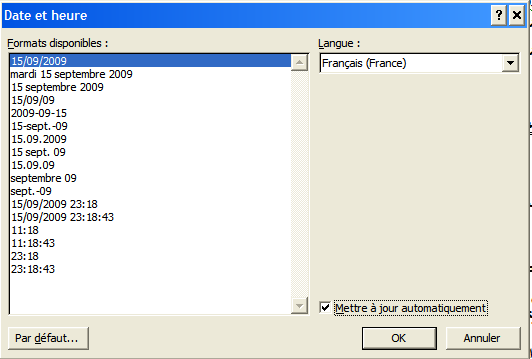 Date et heure
Formats disponibles :
Langue :
15/09/2009
mardi 15 septembre 2009
15 septembre 2009
15/09/09
2009-09-15
15-sept.-09
15.09.2009
15 sept. 09
15.09.09
septembre 09
sept.-09
15/09/2009 23:18
15/09/2009 23:18:43
11:18
11:18:43
23:18
23:18:43
Français (France)
Mettre à jour automatiquement
Par défaut...
OK
Annuler